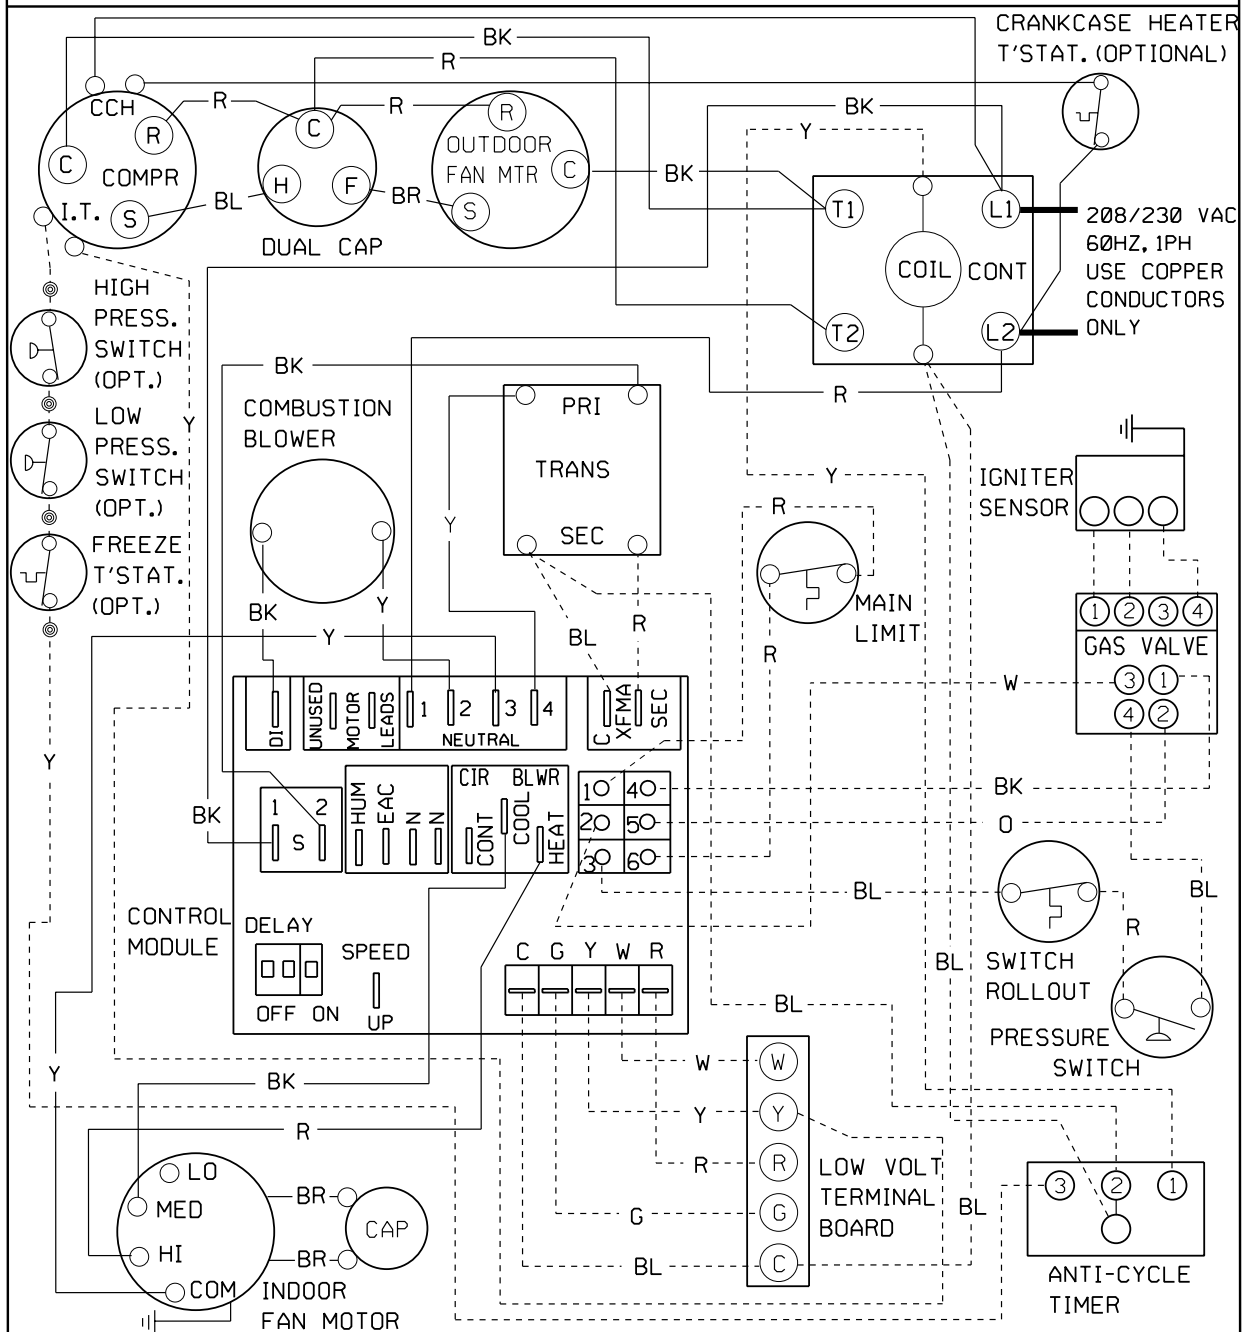 CRANKCASE HEATER
T'STAT. (OPTIONAL)
BK
R
CCH
R
C
COMPR
I.T.
S
R
C
H
F
DUAL CAP
BL
R
BR
R
OUTDOOR
FAN MTR
C
S
BK
BK
Y
T1
L1
COIL
CONT
T2
L2
208/230 VAC
60HZ, 1PH
USE COPPER
CONDUCTORS
ONLY
HIGH
PRESS.
SWITCH
(OPT.)
LOW
PRESS.
SWITCH
(OPT.)
FREEZE
T'STAT.
(OPT.)
Y
Y
BK
R
COMBUSTION
BLOWER
BK
Y
Y
PRI
TRANS
SEC
BL
R
Y
Y
R
MAIN
LIMIT
R
IGNITER
SENSOR
1 2 3 4
GAS VALVE
3 1
4 2
W
BK
O
DI
UNUSED
MOTOR
LEADS
1 2 3 4
NEUTRAL
C
XFMA
SEC
BK
1 2
S
HUM
EAC
N
N
CIR BLWR
CONT
COOL
HEAT
1 4
2 5
3 6
BL
BL
R
SWITCH
ROLLOUT
PRESSURE
SWITCH
BL
BL
CONTROL
MODULE
DELAY
OFF ON
SPEED
UP
C G Y W R
W
Y
R
G
BL
W
Y
R
G
C
LOW VOLT
TERMINAL
BOARD
BL
3 2 1
ANTI-CYCLE
TIMER
Y
BK
R
LO
MED
HI
COM
BR
BR
CAP
INDOOR
FAN MOTOR